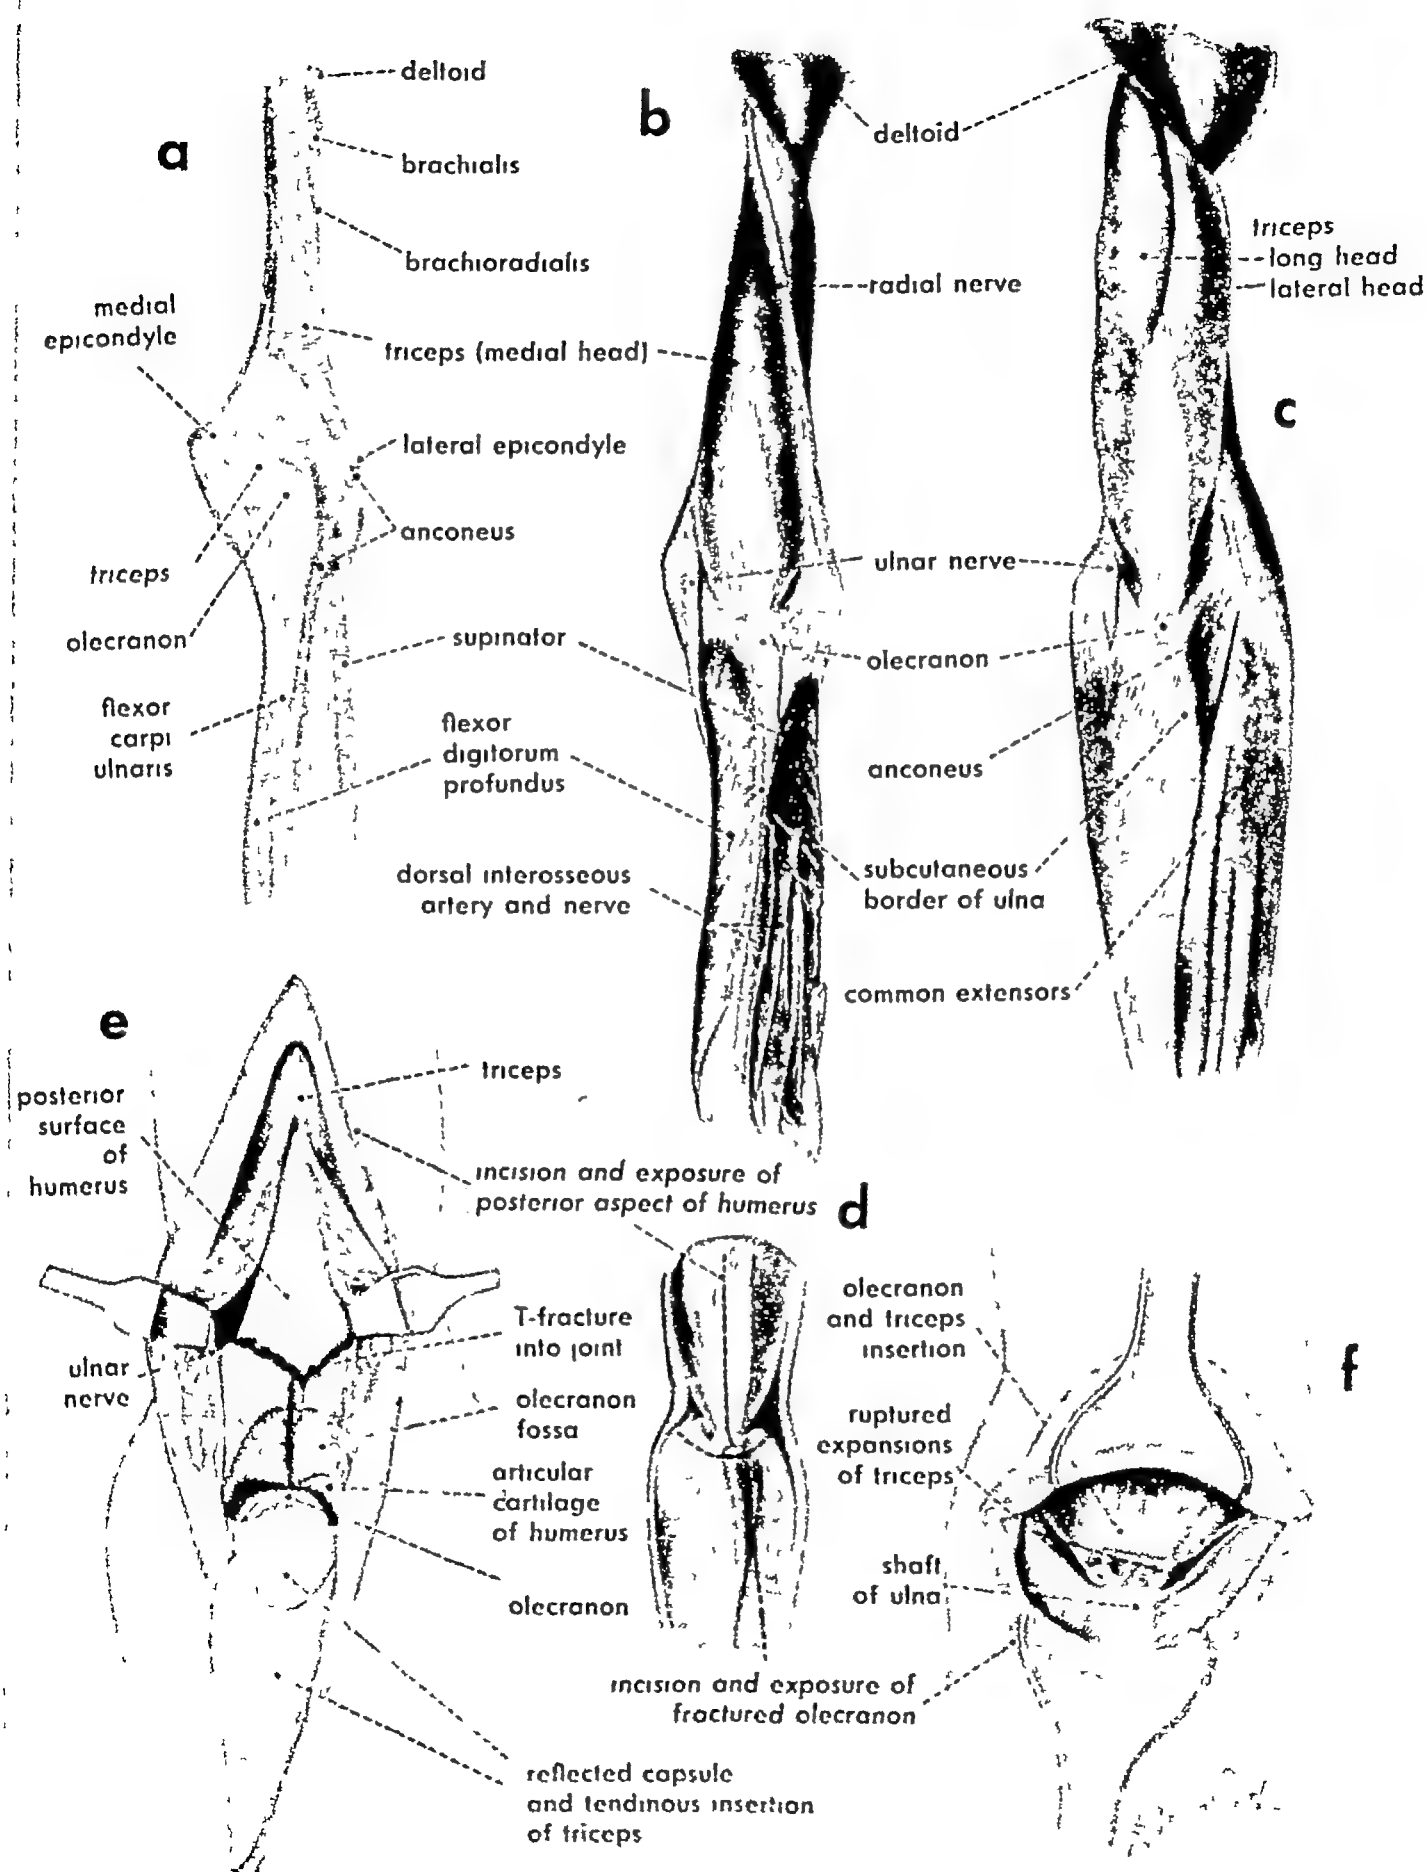 a
deltoid
brachialis
brachioradialis
medial
epicondyle
triceps (medial head)
lateral epicondyle
anconeus
triceps
olecranon
supinator
flexor
carpi
ulnaris
flexor
digitorum
profundus
dorsal interosseous
artery and nerve
b
deltoid
radial nerve
ulnar nerve
olecranon
anconeus
subcutaneous
border of ulna
common extensors
triceps
long head
lateral head
c
e
posterior
surface
of
humerus
triceps
incision and exposure of
posterior aspect of humerus
ulnar
nerve
T-fracture
into joint
olecranon
fossa
articular
cartilage
of humerus
olecranon
reflected capsule
and tendinous insertion
of triceps
d
incision and exposure of
fractured olecranon
olecranon
and triceps
insertion
f
ruptured
expansions
of triceps
shaft
of ulna